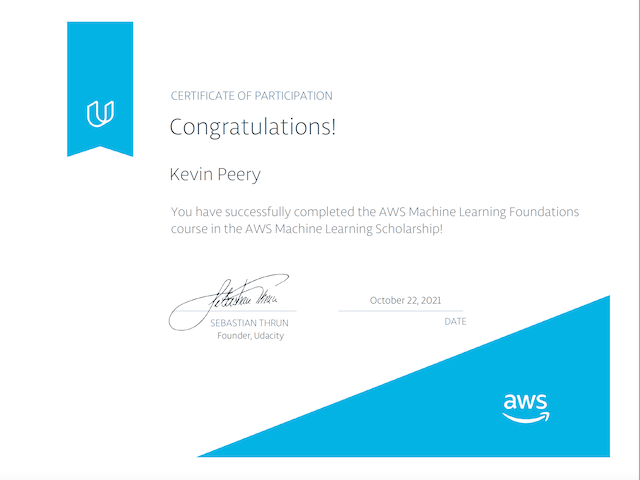 CERTIFICATE OF PARTICIPATION
Congratulations!
Kevin Peery
You have successfully completed the AWS Machine Learning Foundations
course in the AWS Machine Learning Scholarship!
Sebastian Thrun
October 22, 2021
SEBASTIAN THRUN
DATE
Founder, Udacity
aws